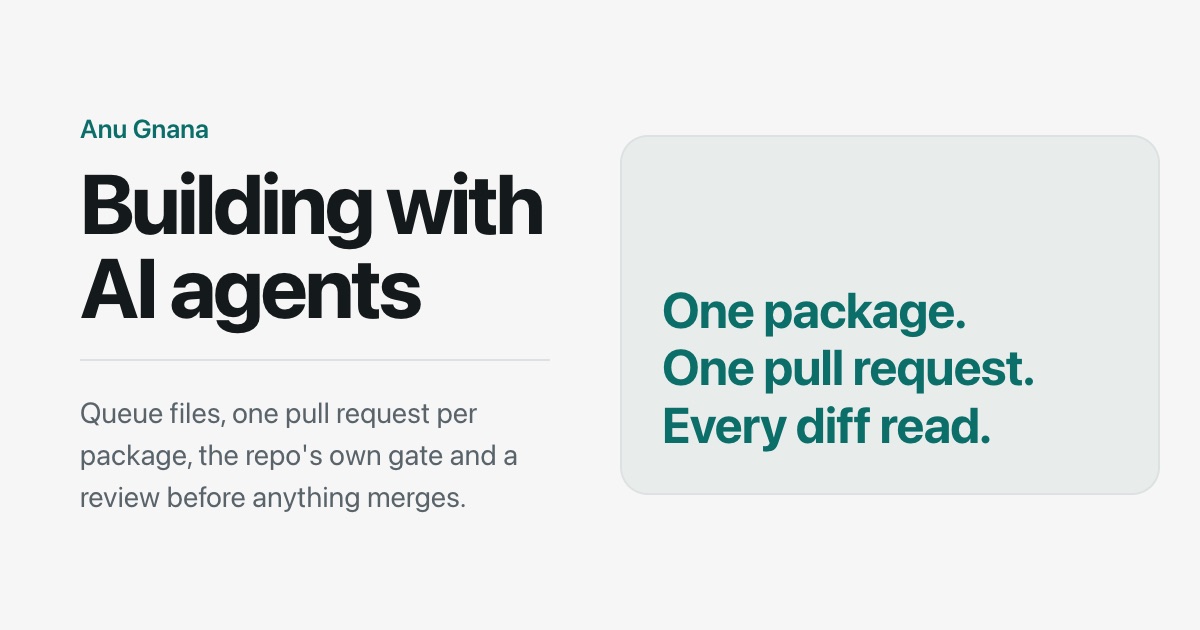 Anu Gnana
Building with
AI agents
Queue files, one pull request per
package, the repo's own gate and a
review before anything merges.
One package.
One pull request.
Every diff read.